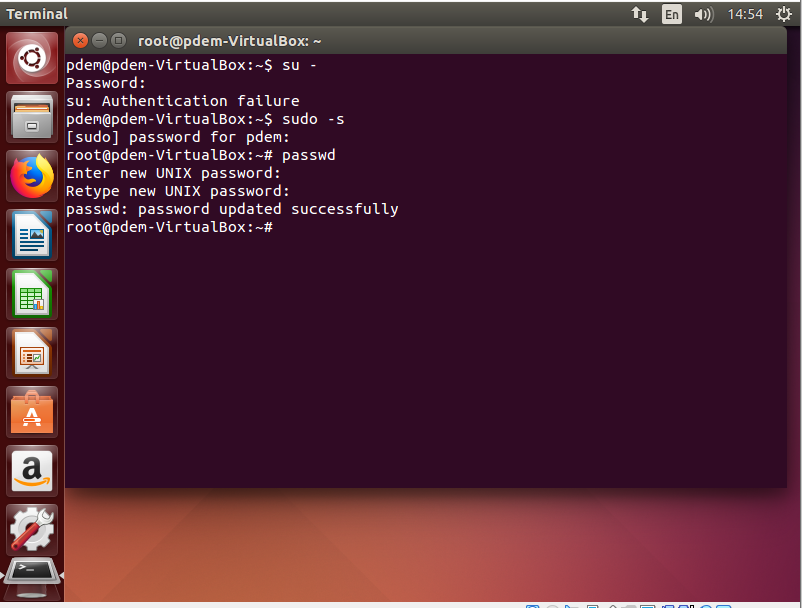 Terminal
En
14:54
root@pdem-VirtualBox: ~
pdem@pdem-VirtualBox:~$ su -
Password:
su: Authentication failure
pdem@pdem-VirtualBox:~$ sudo -s
[sudo] password for pdem:
root@pdem-VirtualBox:~# passwd
Enter new UNIX password:
Retype new UNIX password:
passwd: password updated successfully
root@pdem-VirtualBox:~#